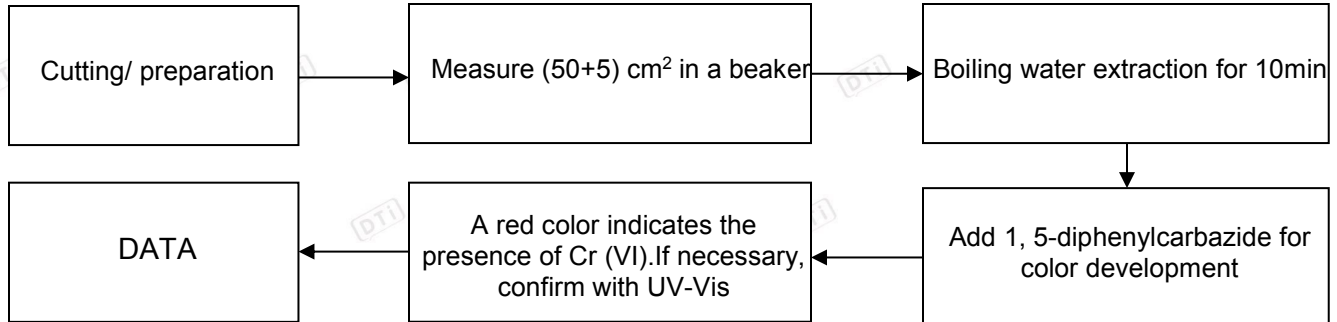 Cutting/ preparation
Measure (50+5) cm² in a beaker
Boiling water extraction for 10min
Add 1, 5-diphenylcarbazide for
color development
A red color indicates the
presence of Cr (VI).If necessary,
confirm with UV-Vis
DATA
DTi
DTi
DTi